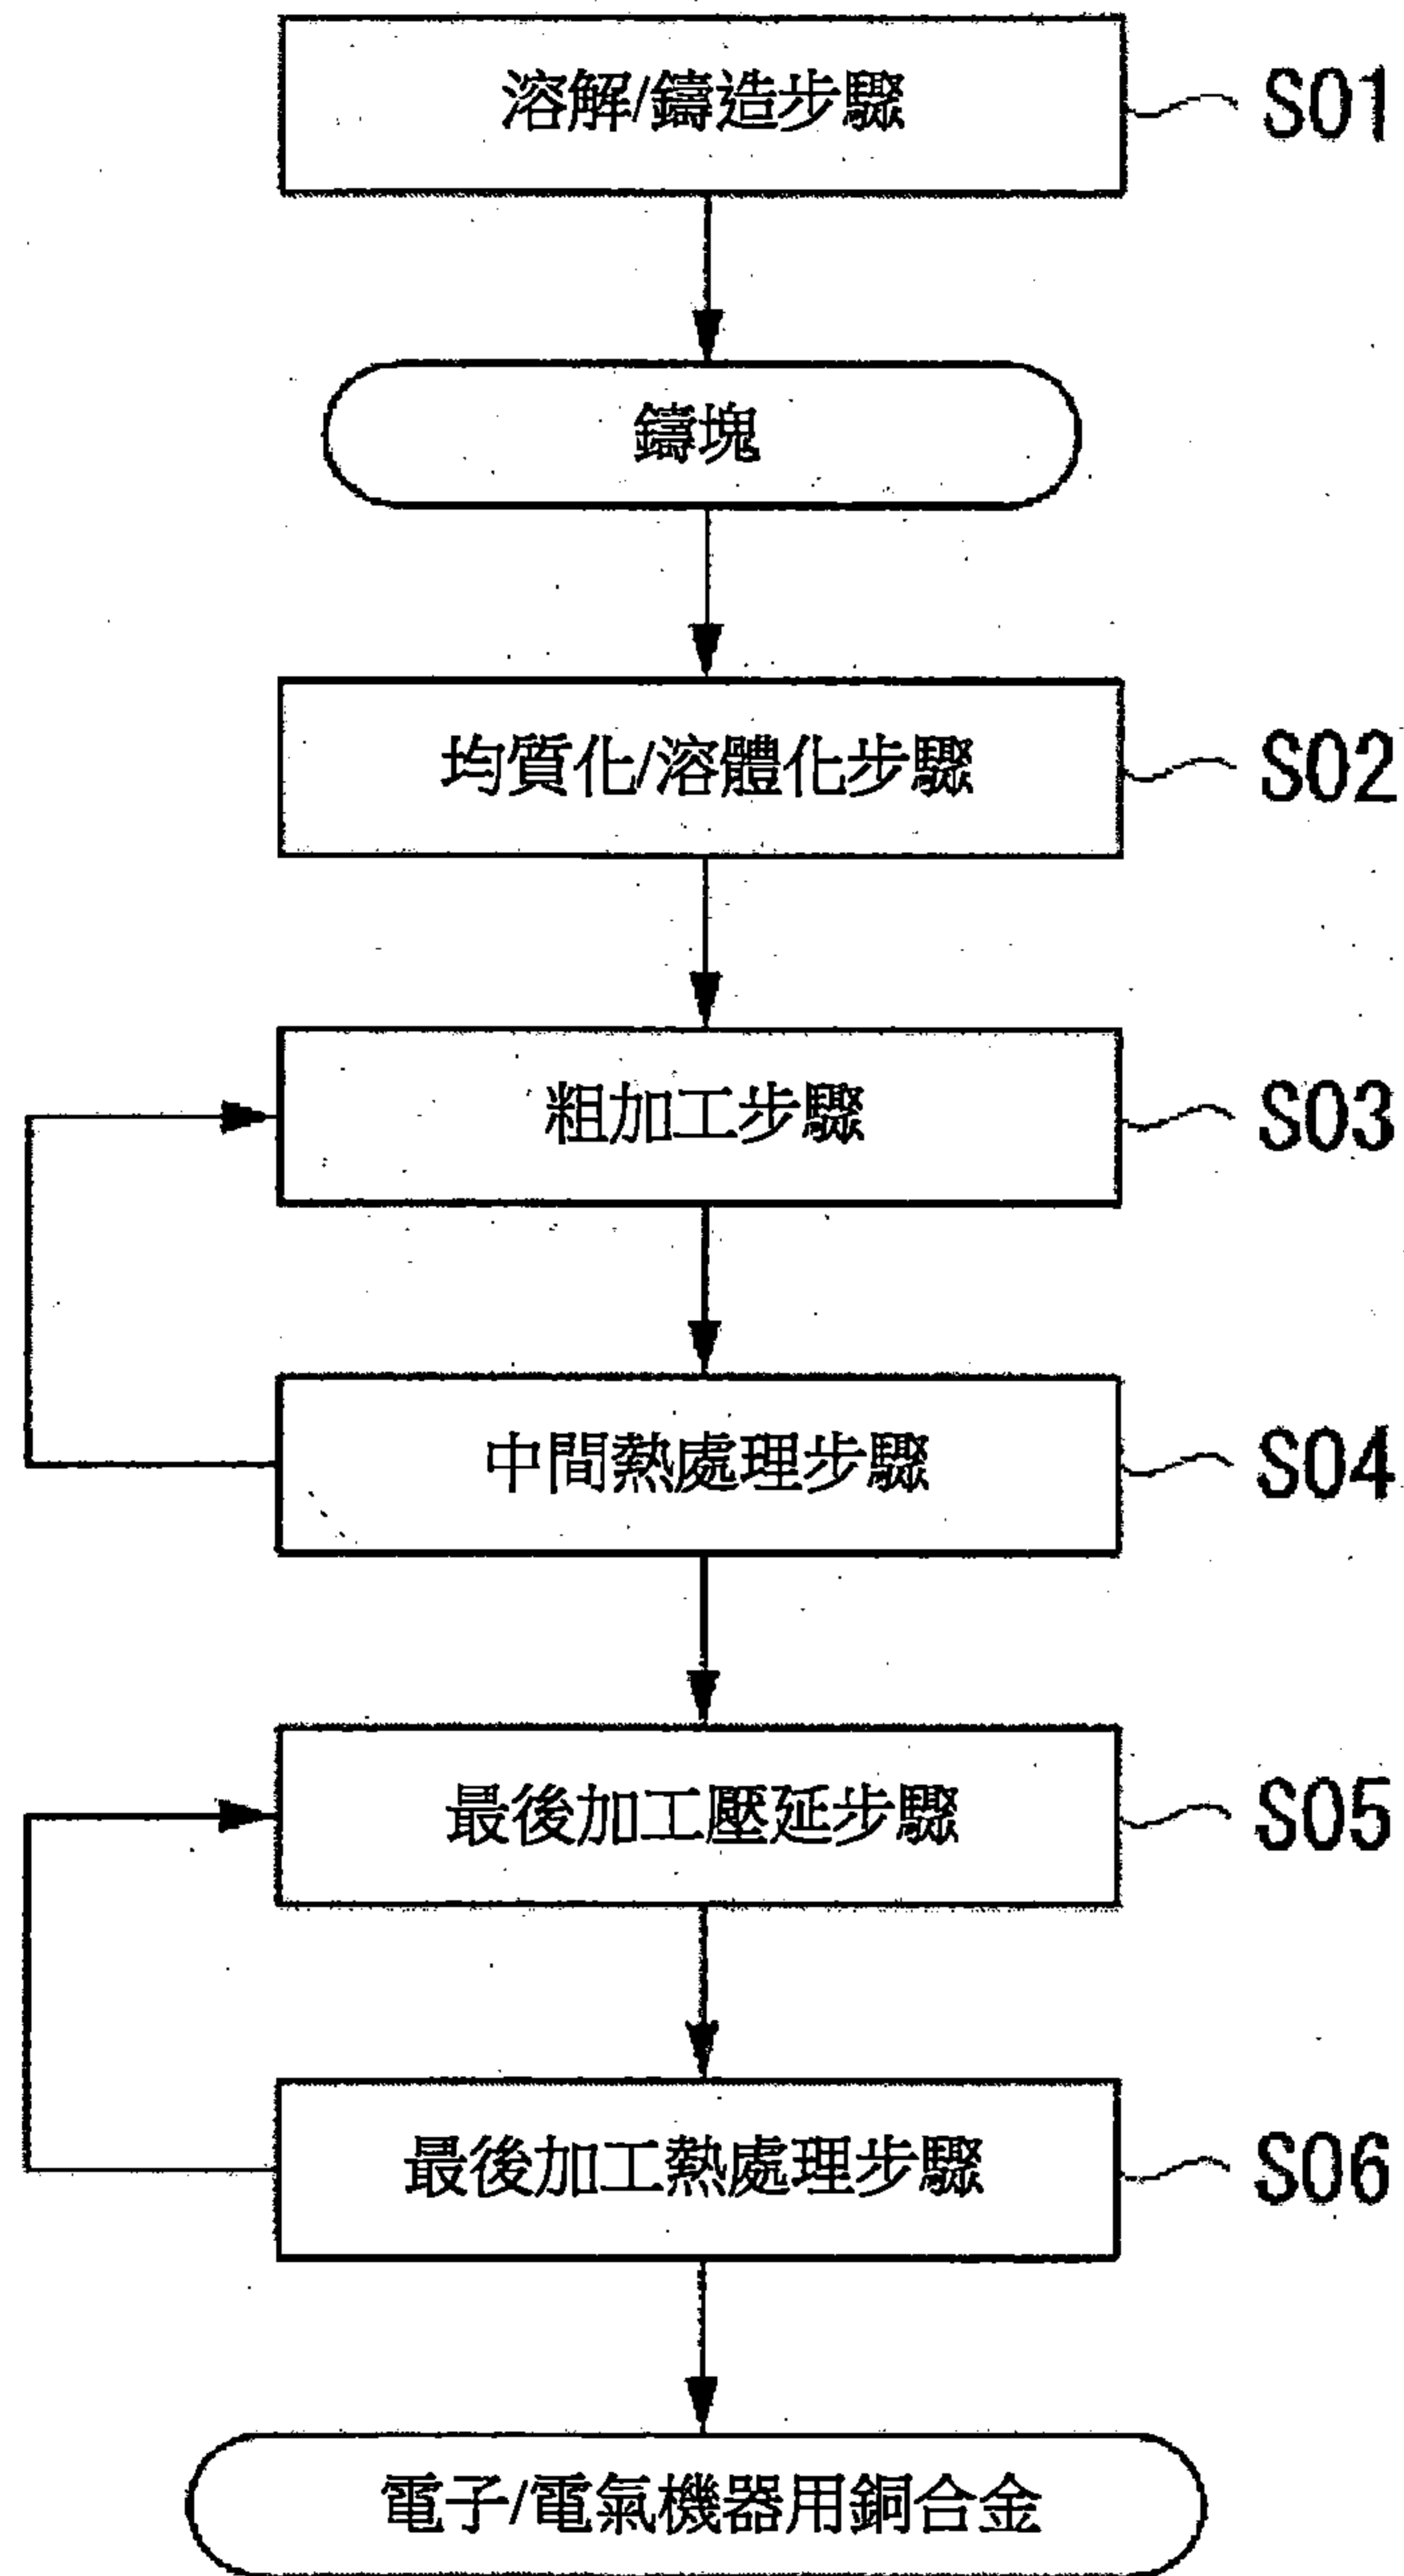 溶解/鑄造步驟 S01
鑄塊
均質化/溶體化步驟 S02
粗加工步驟 S03
中間熱處理步驟 S04
最後加工壓延步驟 S05
最後加工熱處理步驟 S06
電子/電氣機器用銅合金